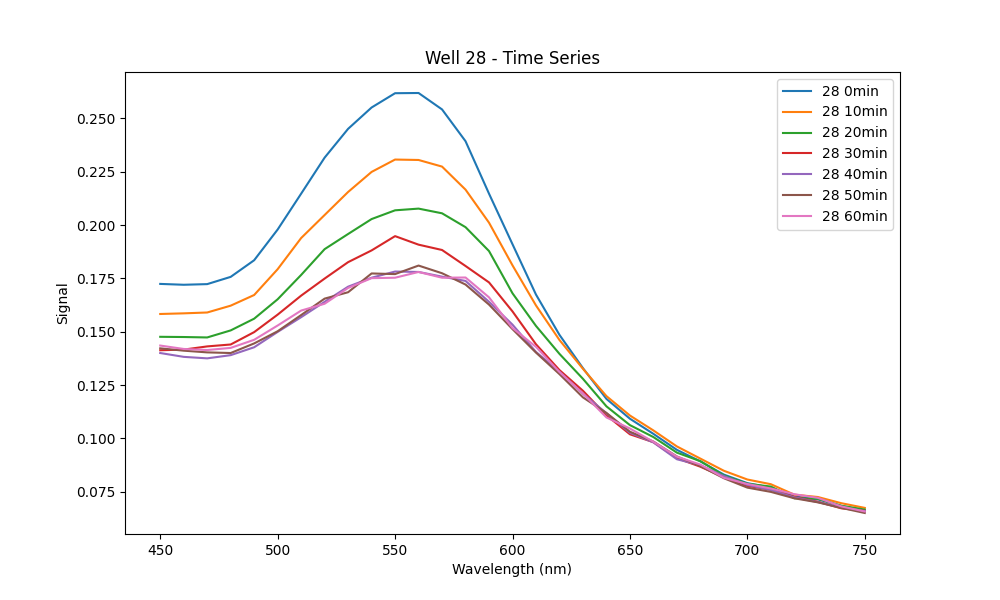 Well 28 - Time Series
28 0min
28 10min
28 20min
28 30min
28 40min
28 50min
28 60min
Signal
0.250
0.225
0.200
0.175
0.150
0.125
0.100
0.075
450 500 550 600 650 700 750
Wavelength (nm)